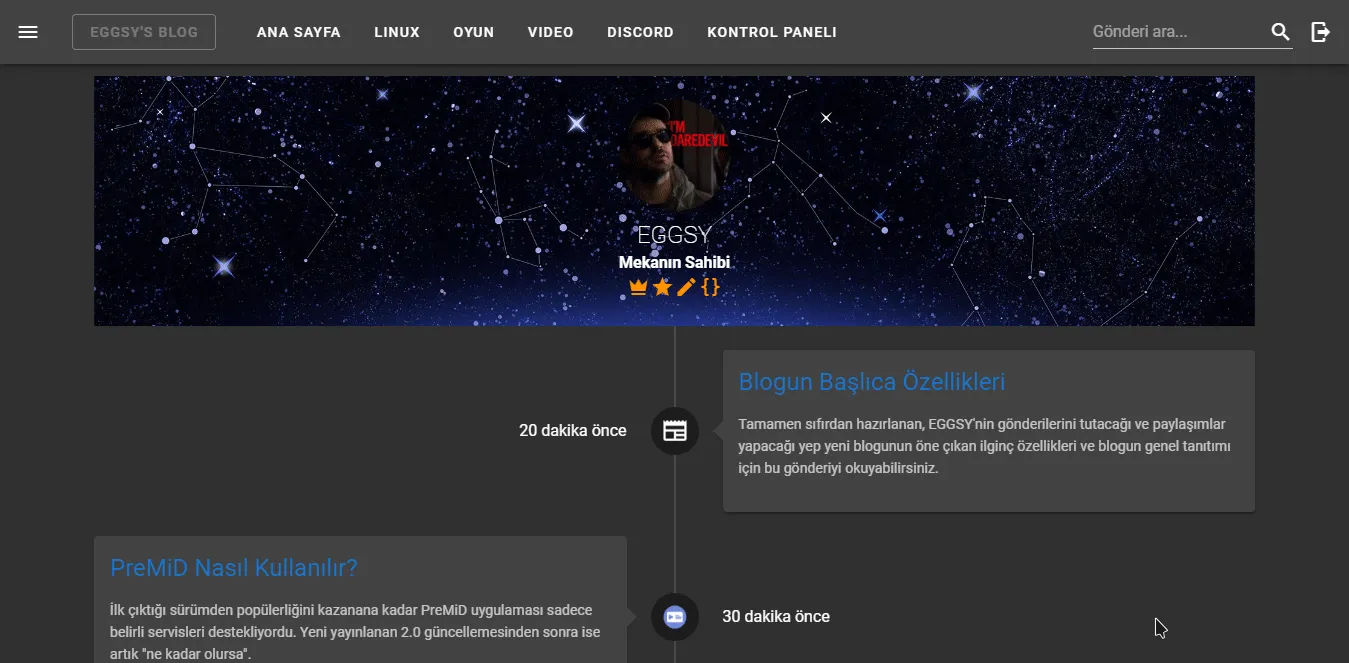 EGGSY'S BLOG
ANA SAYFA
LINUX
OYUN
VIDEO
DISCORD
KONTROL PANELI
Gönderi ara...
I'M
DAREDEVIL
EGGSY
Mekanın Sahibi
20 dakika önce
Blogun Başlıca Özellikleri
Tamamen sıfırdan hazırlanan, EGGSY'nin gönderilerini tutacağı ve paylaşımlar
yapacağı yep yeni blogunun öne çıkan ilginç özellikleri ve blogun genel tanıtımı
için bu gönderiyi okuyabilirsiniz.
PreMiD Nasıl Kullanılır?
İlk çıktığı sürümden popülerliğini kazanana kadar PreMiD uygulaması sadece
belirli servisleri destekliyordu. Yeni yayınlanan 2.0 güncellemesinden sonra ise
artık "ne kadar olursa".
30 dakika önce